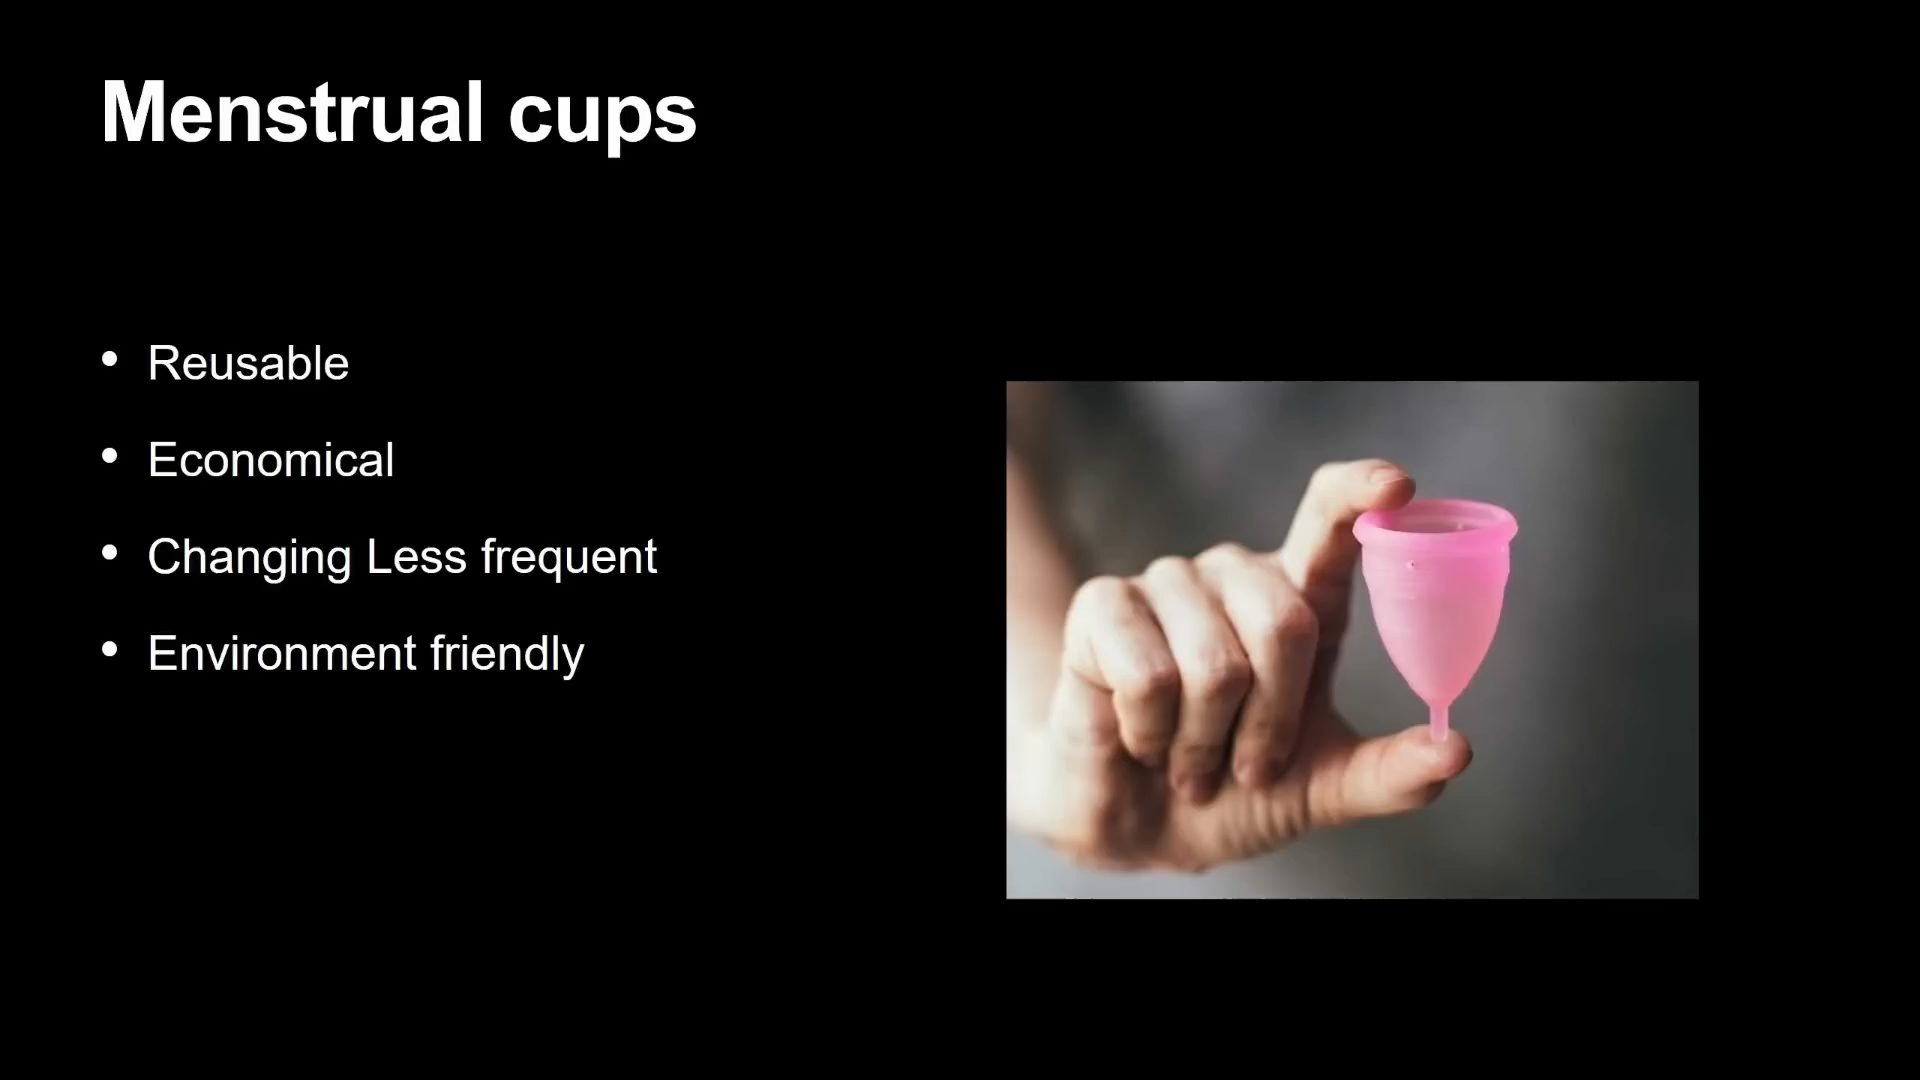 Menstrual cups
• Reusable
• Economical
• Changing Less frequent
• Environment friendly